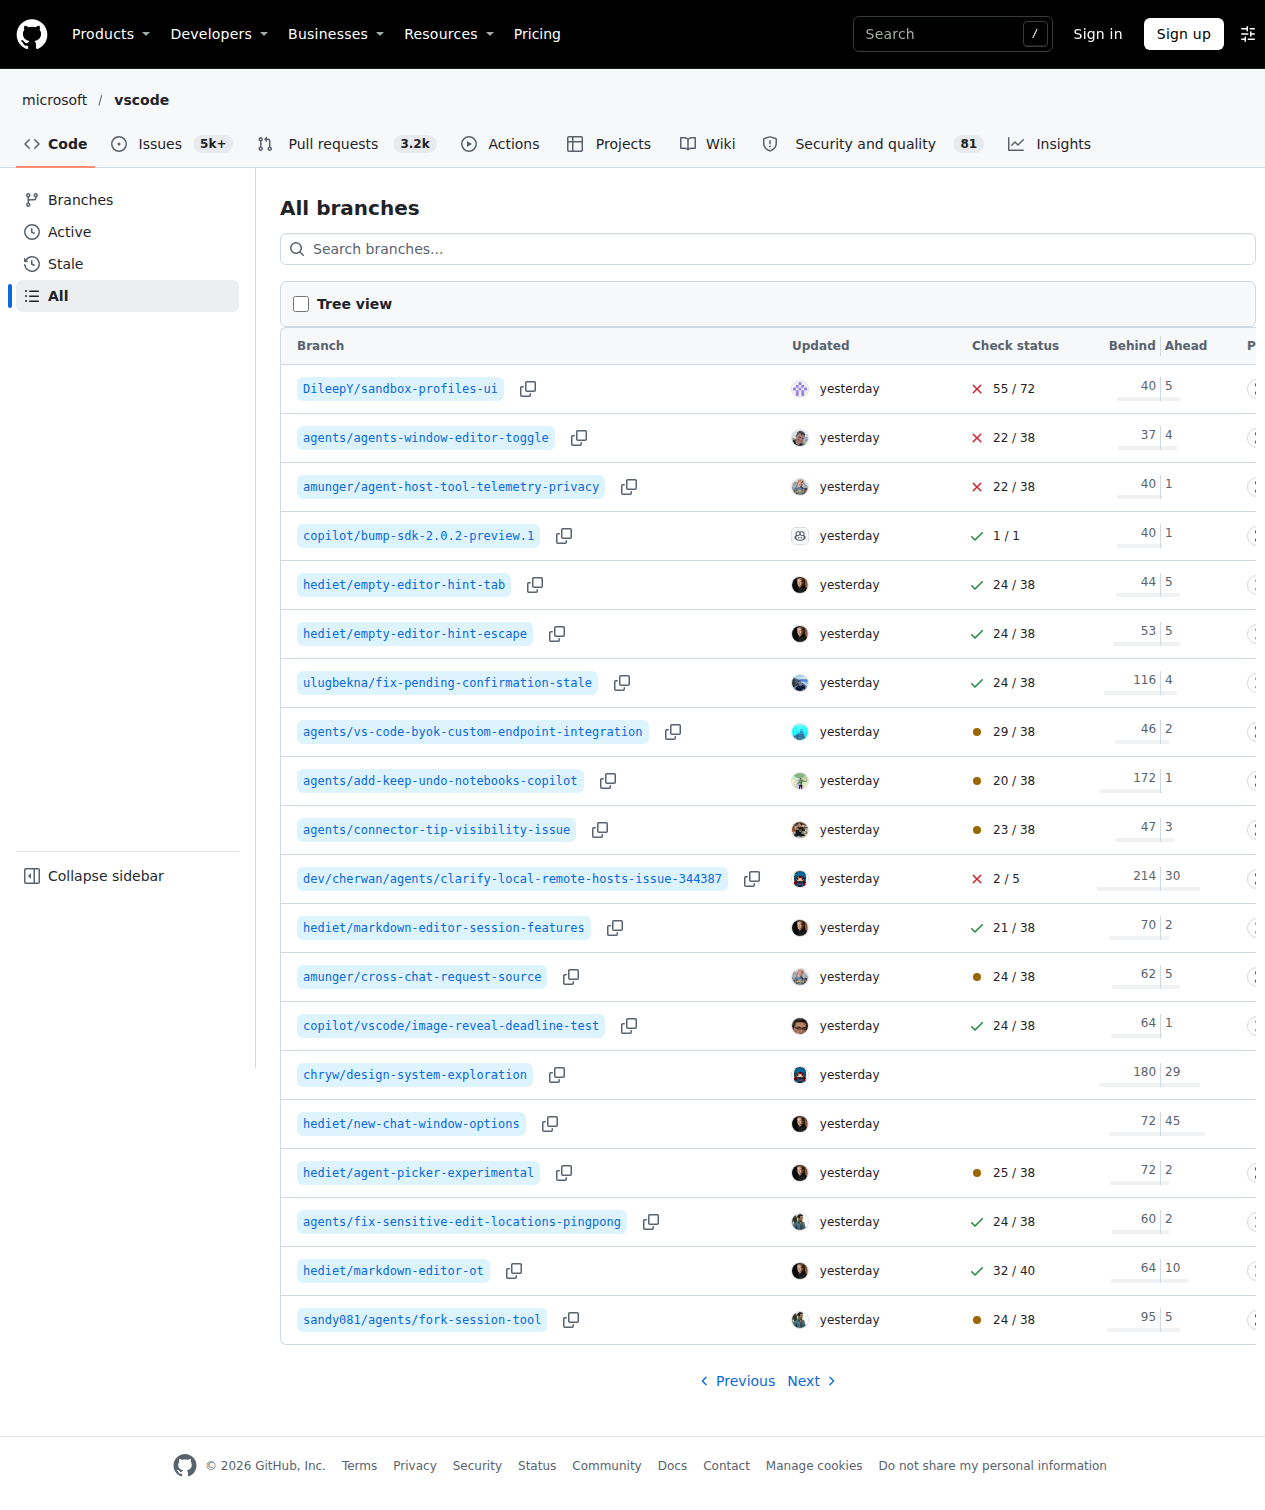 Products Developers Businesses Resources Pricing Search / Sign in Sign up
microsoft / vscode
Code Issues 5k+ Pull requests 3.2k Actions Projects Wiki Security and quality 81 Insights
Branches
Active
Stale
All
Collapse sidebar
All branches
Search branches...
Tree view
Branch Updated Check status Behind Ahead P
DileepY/sandbox-profiles-ui yesterday 55 / 72 40 5
agents/agents-window-editor-toggle yesterday 22 / 38 37 4
amunger/agent-host-tool-telemetry-privacy yesterday 22 / 38 40 1
copilot/bump-sdk-2.0.2-preview.1 yesterday 1 / 1 40 1
hediet/empty-editor-hint-tab yesterday 24 / 38 44 5
hediet/empty-editor-hint-escape yesterday 24 / 38 53 5
ulugbekna/fix-pending-confirmation-stale yesterday 24 / 38 116 4
agents/vs-code-byok-custom-endpoint-integration yesterday 29 / 38 46 2
agents/add-keep-undo-notebooks-copilot yesterday 20 / 38 172 1
agents/connector-tip-visibility-issue yesterday 23 / 38 47 3
dev/cherwan/agents/clarify-local-remote-hosts-issue-344387 yesterday 2 / 5 214 30
hediet/markdown-editor-session-features yesterday 21 / 38 70 2
amunger/cross-chat-request-source yesterday 24 / 38 62 5
copilot/vscode/image-reveal-deadline-test yesterday 24 / 38 64 1
chryw/design-system-exploration yesterday 180 29
hediet/new-chat-window-options yesterday 72 45
hediet/agent-picker-experimental yesterday 25 / 38 72 2
agents/fix-sensitive-edit-locations-pingpong yesterday 24 / 38 60 2
hediet/markdown-editor-ot yesterday 32 / 40 64 10
sandy081/agents/fork-session-tool yesterday 24 / 38 95 5
Previous Next
© 2026 GitHub, Inc. Terms Privacy Security Status Community Docs Contact Manage cookies Do not share my personal information